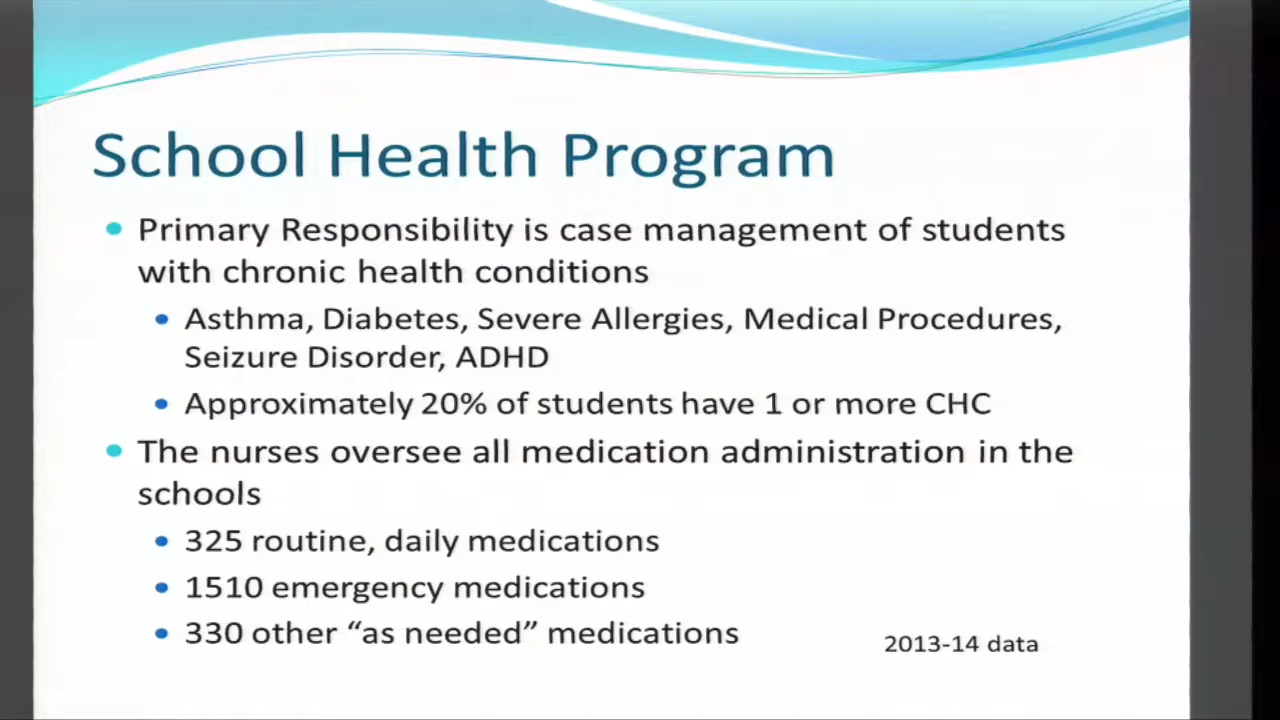 School Health Program
• Primary Responsibility is case management of students
with chronic health conditions
• Asthma, Diabetes, Severe Allergies, Medical Procedures,
Seizure Disorder, ADHD
• Approximately 20% of students have 1 or more CHC
• The nurses oversee all medication administration in the
schools
• 325 routine, daily medications
• 1510 emergency medications
• 330 other “as needed” medications
2013-14 data